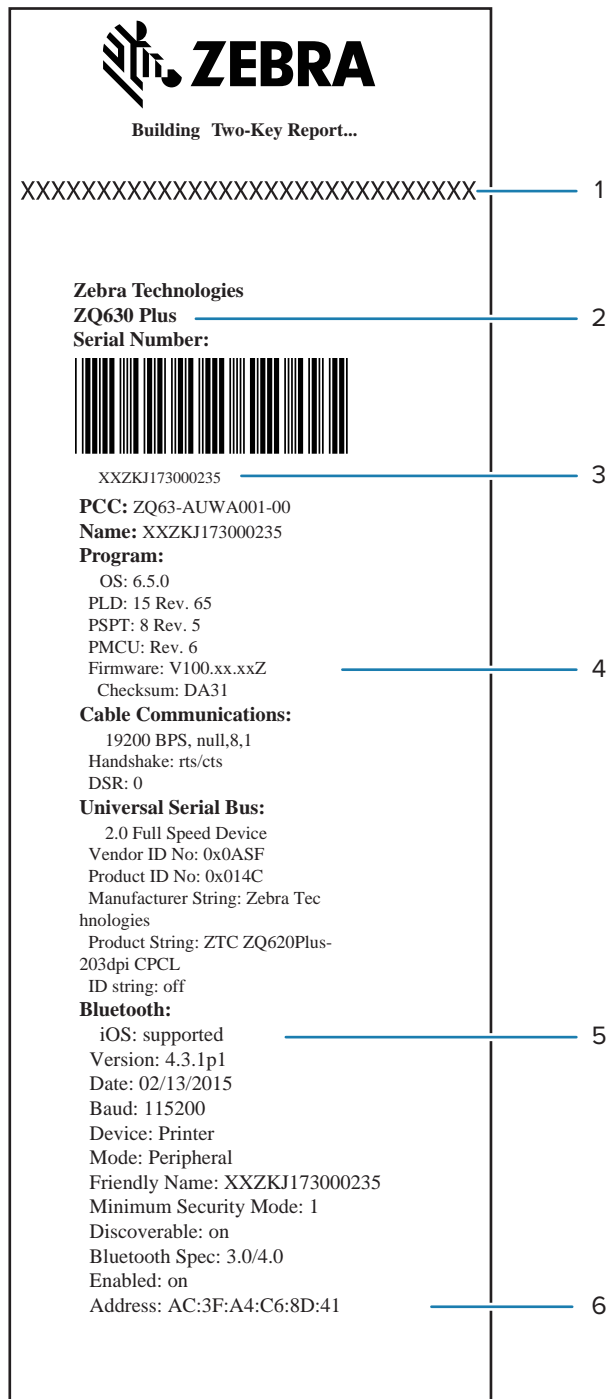 ZEBRA
Building Two-Key Report...
XXXXXXXXXXXXXXXXXXXXXXXXXXXXXX
1
Zebra Technologies
ZQ630 Plus
2
Serial Number:
XXZKJ173000235
3
PCC: ZQ63-AUWA001-00
Name: XXZKJ173000235
Program:
OS: 6.5.0
PLD: 15 Rev. 65
PSPT: 8 Rev. 5
PMCU: Rev. 6
Firmware: V100.xx.xxZ
4
Checksum: DA31
Cable Communications:
19200 BPS, null,8,1
Handshake: rts/cts
DSR: 0
Universal Serial Bus:
2.0 Full Speed Device
Vendor ID No: 0x0ASF
Product ID No: 0x014C
Manufacturer String: Zebra Tec
hnologies
Product String: ZTC ZQ620Plus-
203dpi CPCL
ID string: off
Bluetooth:
iOS: supported
5
Version: 4.3.1p1
Date: 02/13/2015
Baud: 115200
Device: Printer
Mode: Peripheral
Friendly Name: XXZKJ173000235
Minimum Security Mode: 1
Discoverable: on
Bluetooth Spec: 3.0/4.0
Enabled: on
Address: AC:3F:A4:C6:8D:41
6